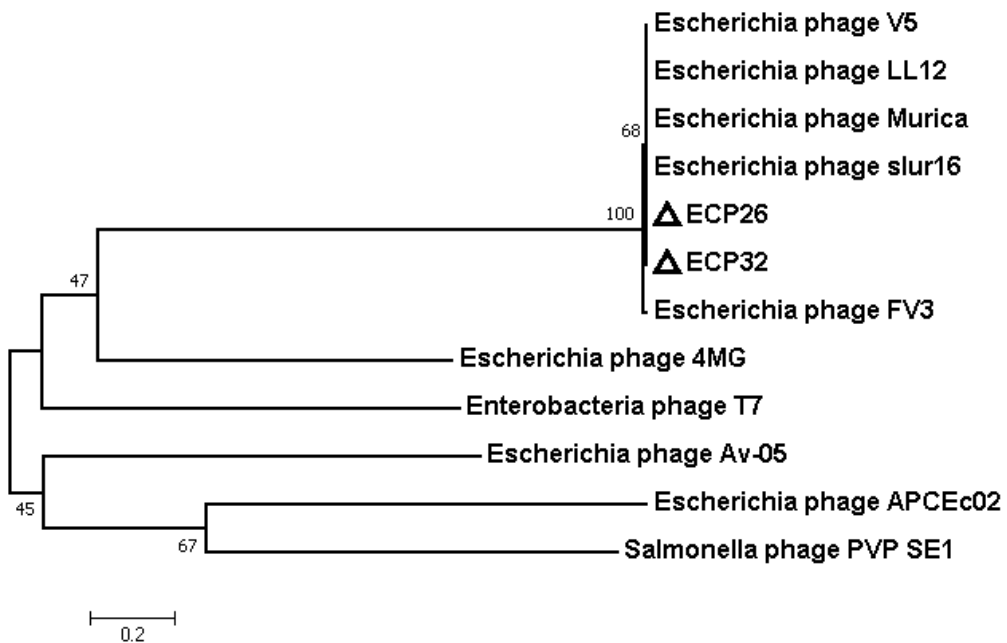 Escherichia phage V5
Escherichia phage LL12
Escherichia phage Murica
68
Escherichia phage slur16
100
ECP26
ECP32
47
Escherichia phage FV3
Escherichia phage 4MG
Enterobacteria phage T7
Escherichia phage Av-05
45
Escherichia phage APCEc02
67
Salmonella phage PVP SE1
0.2